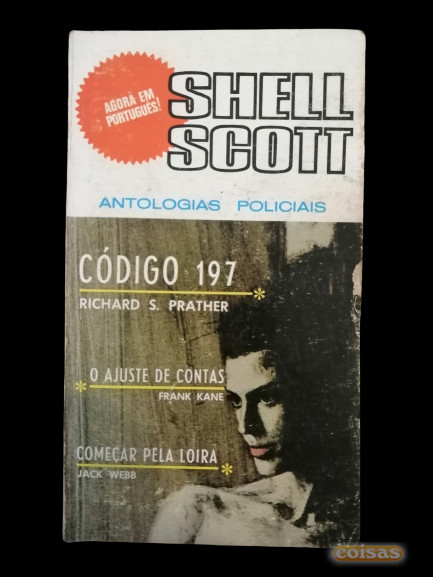 AGORA EM
PORTUGUÊS!
SHELL
SCOTT
ANTOLOGIAS POLICIAIS
CÓDIGO 197
RICHARD S. PRATHER
O AJUSTE DE CONTAS
FRANK KANE
COMEÇAR PELA LOIRA
JACK WEBB
coisas